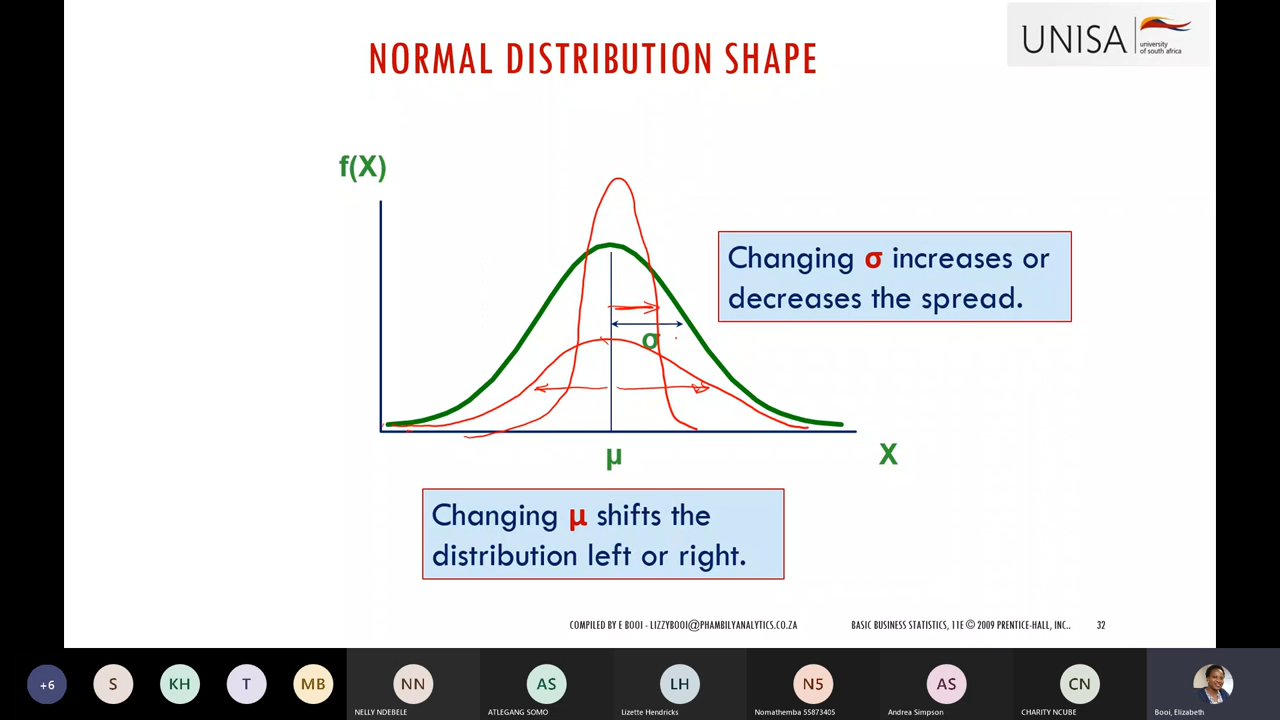 UNISA
university
of south africa
NORMAL DISTRIBUTION SHAPE
f(X)
Changing σ increases or
decreases the spread.
σ
μ
X
Changing μ shifts the
distribution left or right.
COMPILED BY E BOOI - LIZZYBOOI@PHAMBILYANALYTICS.CO.ZA
BASIC BUSINESS STATISTICS, 11E © 2009 PRENTICE-HALL, INC..
32
+6
S
KH
T
MB
NN
AS
LH
N5
AS
CN
NELLY NDEBELE
ATLEGANG SOMO
Lizette Hendricks
Nomathemba 55873405
Andrea Simpson
CHARITY NCUBE
Booi, Elizabeth